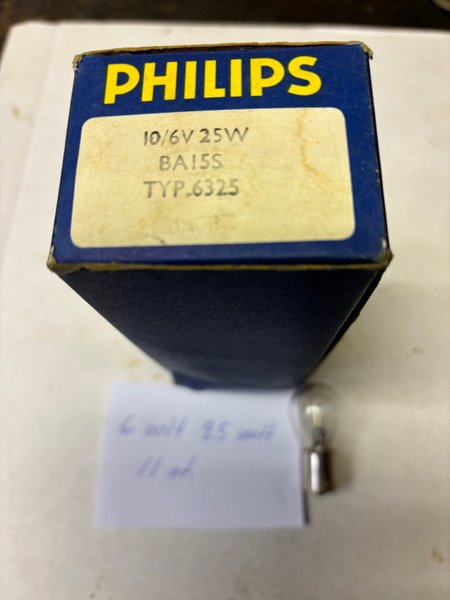 PHILIPS
10/6V 25W
BA15S
TYP.6325
6 volt 25 watt
11 st.